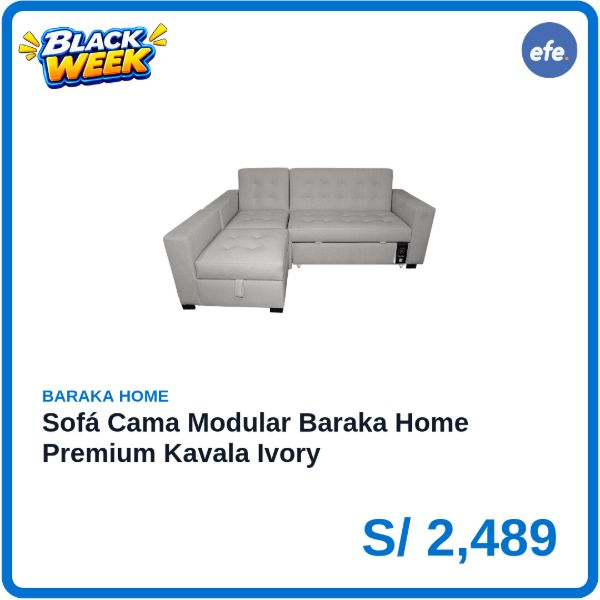 BLACK
WEEK
efe.
BARAKA HOME
Sofá Cama Modular Baraka Home
Premium Kavala Ivory
S/ 2,489